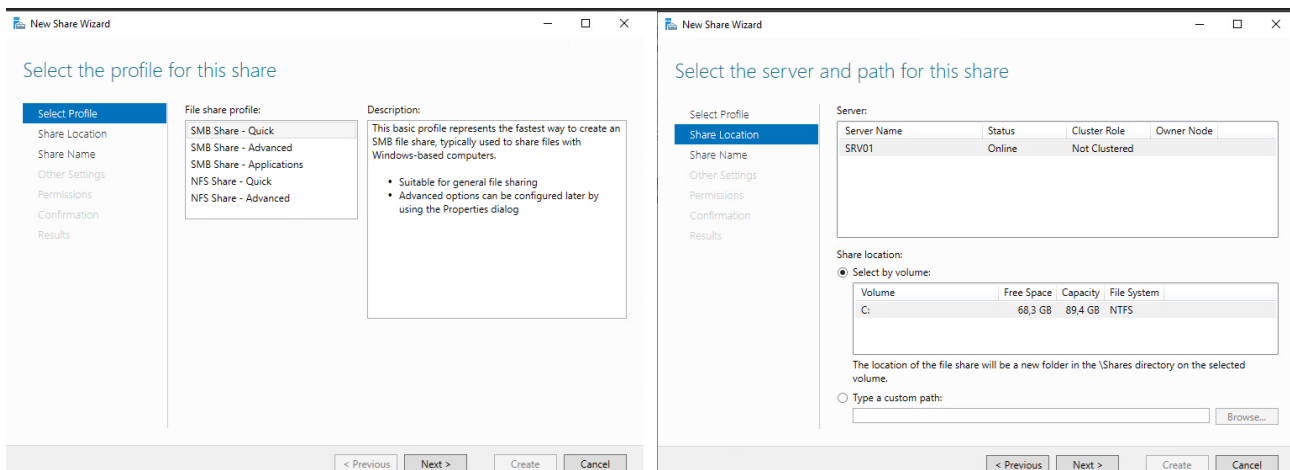 New Share Wizard
Select the profile for this share
Select Profile
Share Location
Share Name
Other Settings
Permissions
Confirmation
Results
File share profile:
SMB Share - Quick
SMB Share - Advanced
SMB Share - Applications
NFS Share - Quick
NFS Share - Advanced
Description:
This basic profile represents the fastest way to create an
SMB file share, typically used to share files with
Windows-based computers.
• Suitable for general file sharing
• Advanced options can be configured later by
using the Properties dialog
< Previous Next > Create Cancel
New Share Wizard
Select the server and path for this share
Select Profile
Share Location
Share Name
Other Settings
Permissions
Confirmation
Results
Server:
Server Name Status Cluster Role Owner Node
SRV01 Online Not Clustered
Share location:
Select by volume:
Volume Free Space Capacity File System
C: 68,3 GB 89,4 GB NTFS
The location of the file share will be a new folder in the \Shares directory on the selected
volume.
Type a custom path:
Browse...
< Previous Next > Create Cancel